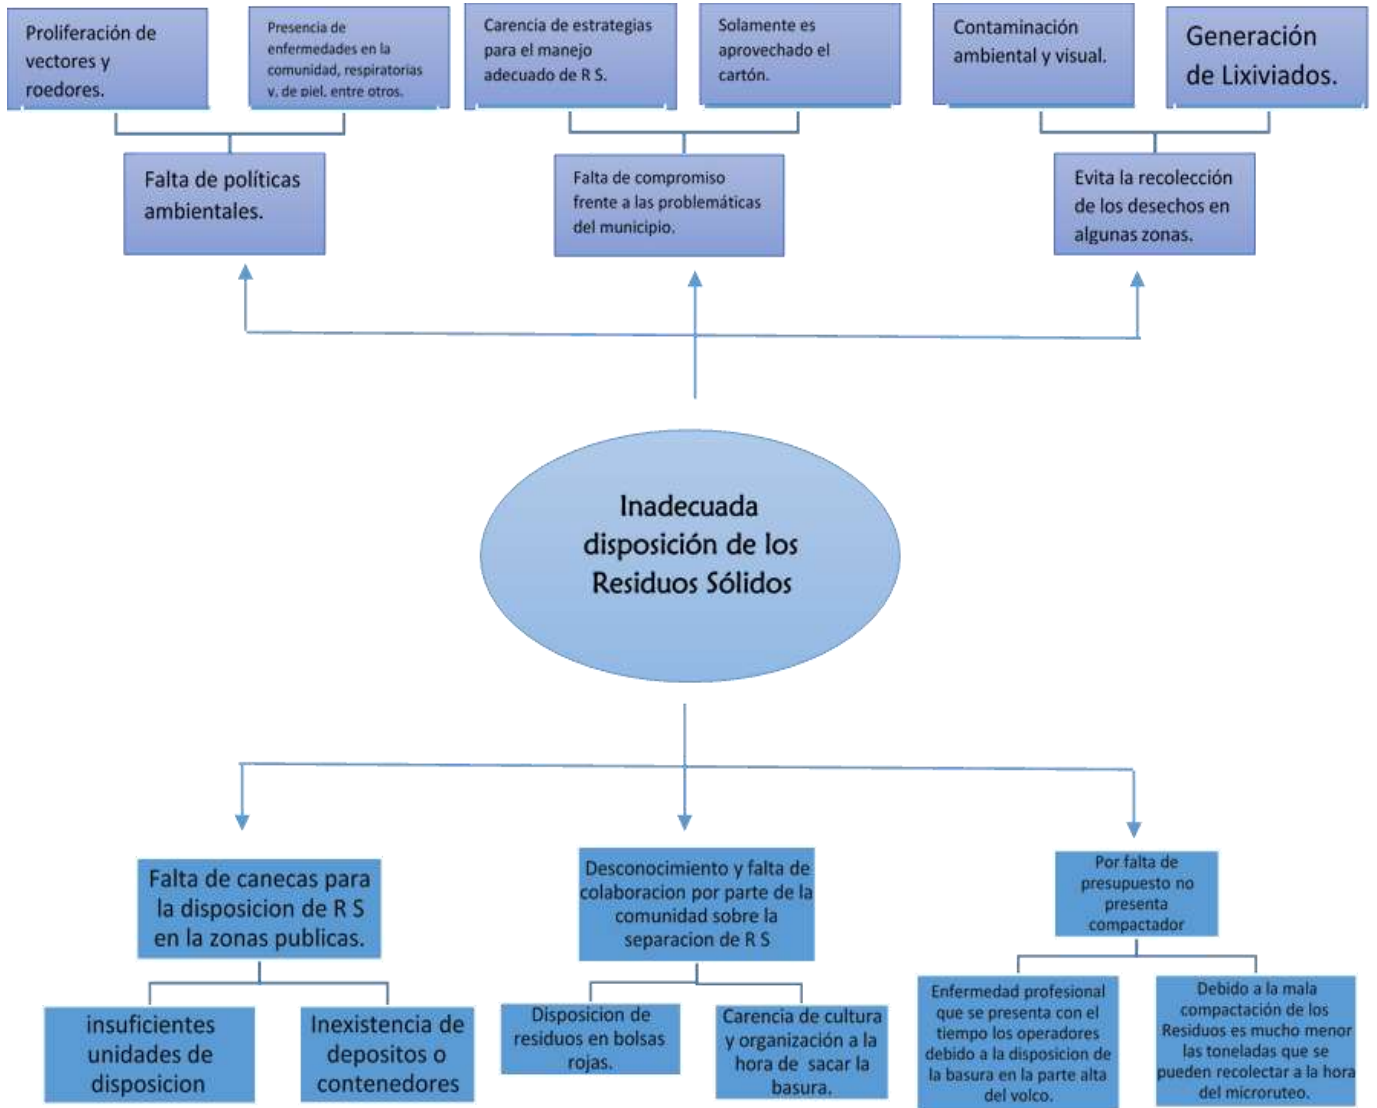 Proliferación de
vectores y
roedores.
Presencia de
enfermedades en la
comunidad, respiratorias
y, de piel, entre otros.
Carencia de estrategias
para el manejo
adecuado de R S.
Solamente es
aprovechado el
cartón.
Contaminación
ambiental y visual.
Generación
de Lixiviados.
Falta de políticas
ambientales.
Falta de compromiso
frente a las problemáticas
del municipio.
Evita la recolección
de los desechos en
algunas zonas.
Inadecuada
disposición de los
Residuos Sólidos
Falta de canecas para
la disposicion de R S
en la zonas publicas.
Desconocimiento y falta de
colaboracion por parte de la
comunidad sobre la
separacion de R S
Por falta de
presupuesto no
presenta
compactador
insuficientes
unidades de
disposicion
Inexistencia de
depositos o
contenedores
Disposicion de
residuos en bolsas
rojas.
Carencia de cultura
y organización a la
hora de sacar la
basura.
Enfermedad profesional
que se presenta con el
tiempo los operadores
debido a la disposicion de
la basura en la parte alta
del volco.
Debido a la mala
compactación de los
Residuos es mucho menor
las toneladas que se
pueden recolectar a la hora
del microruteo.